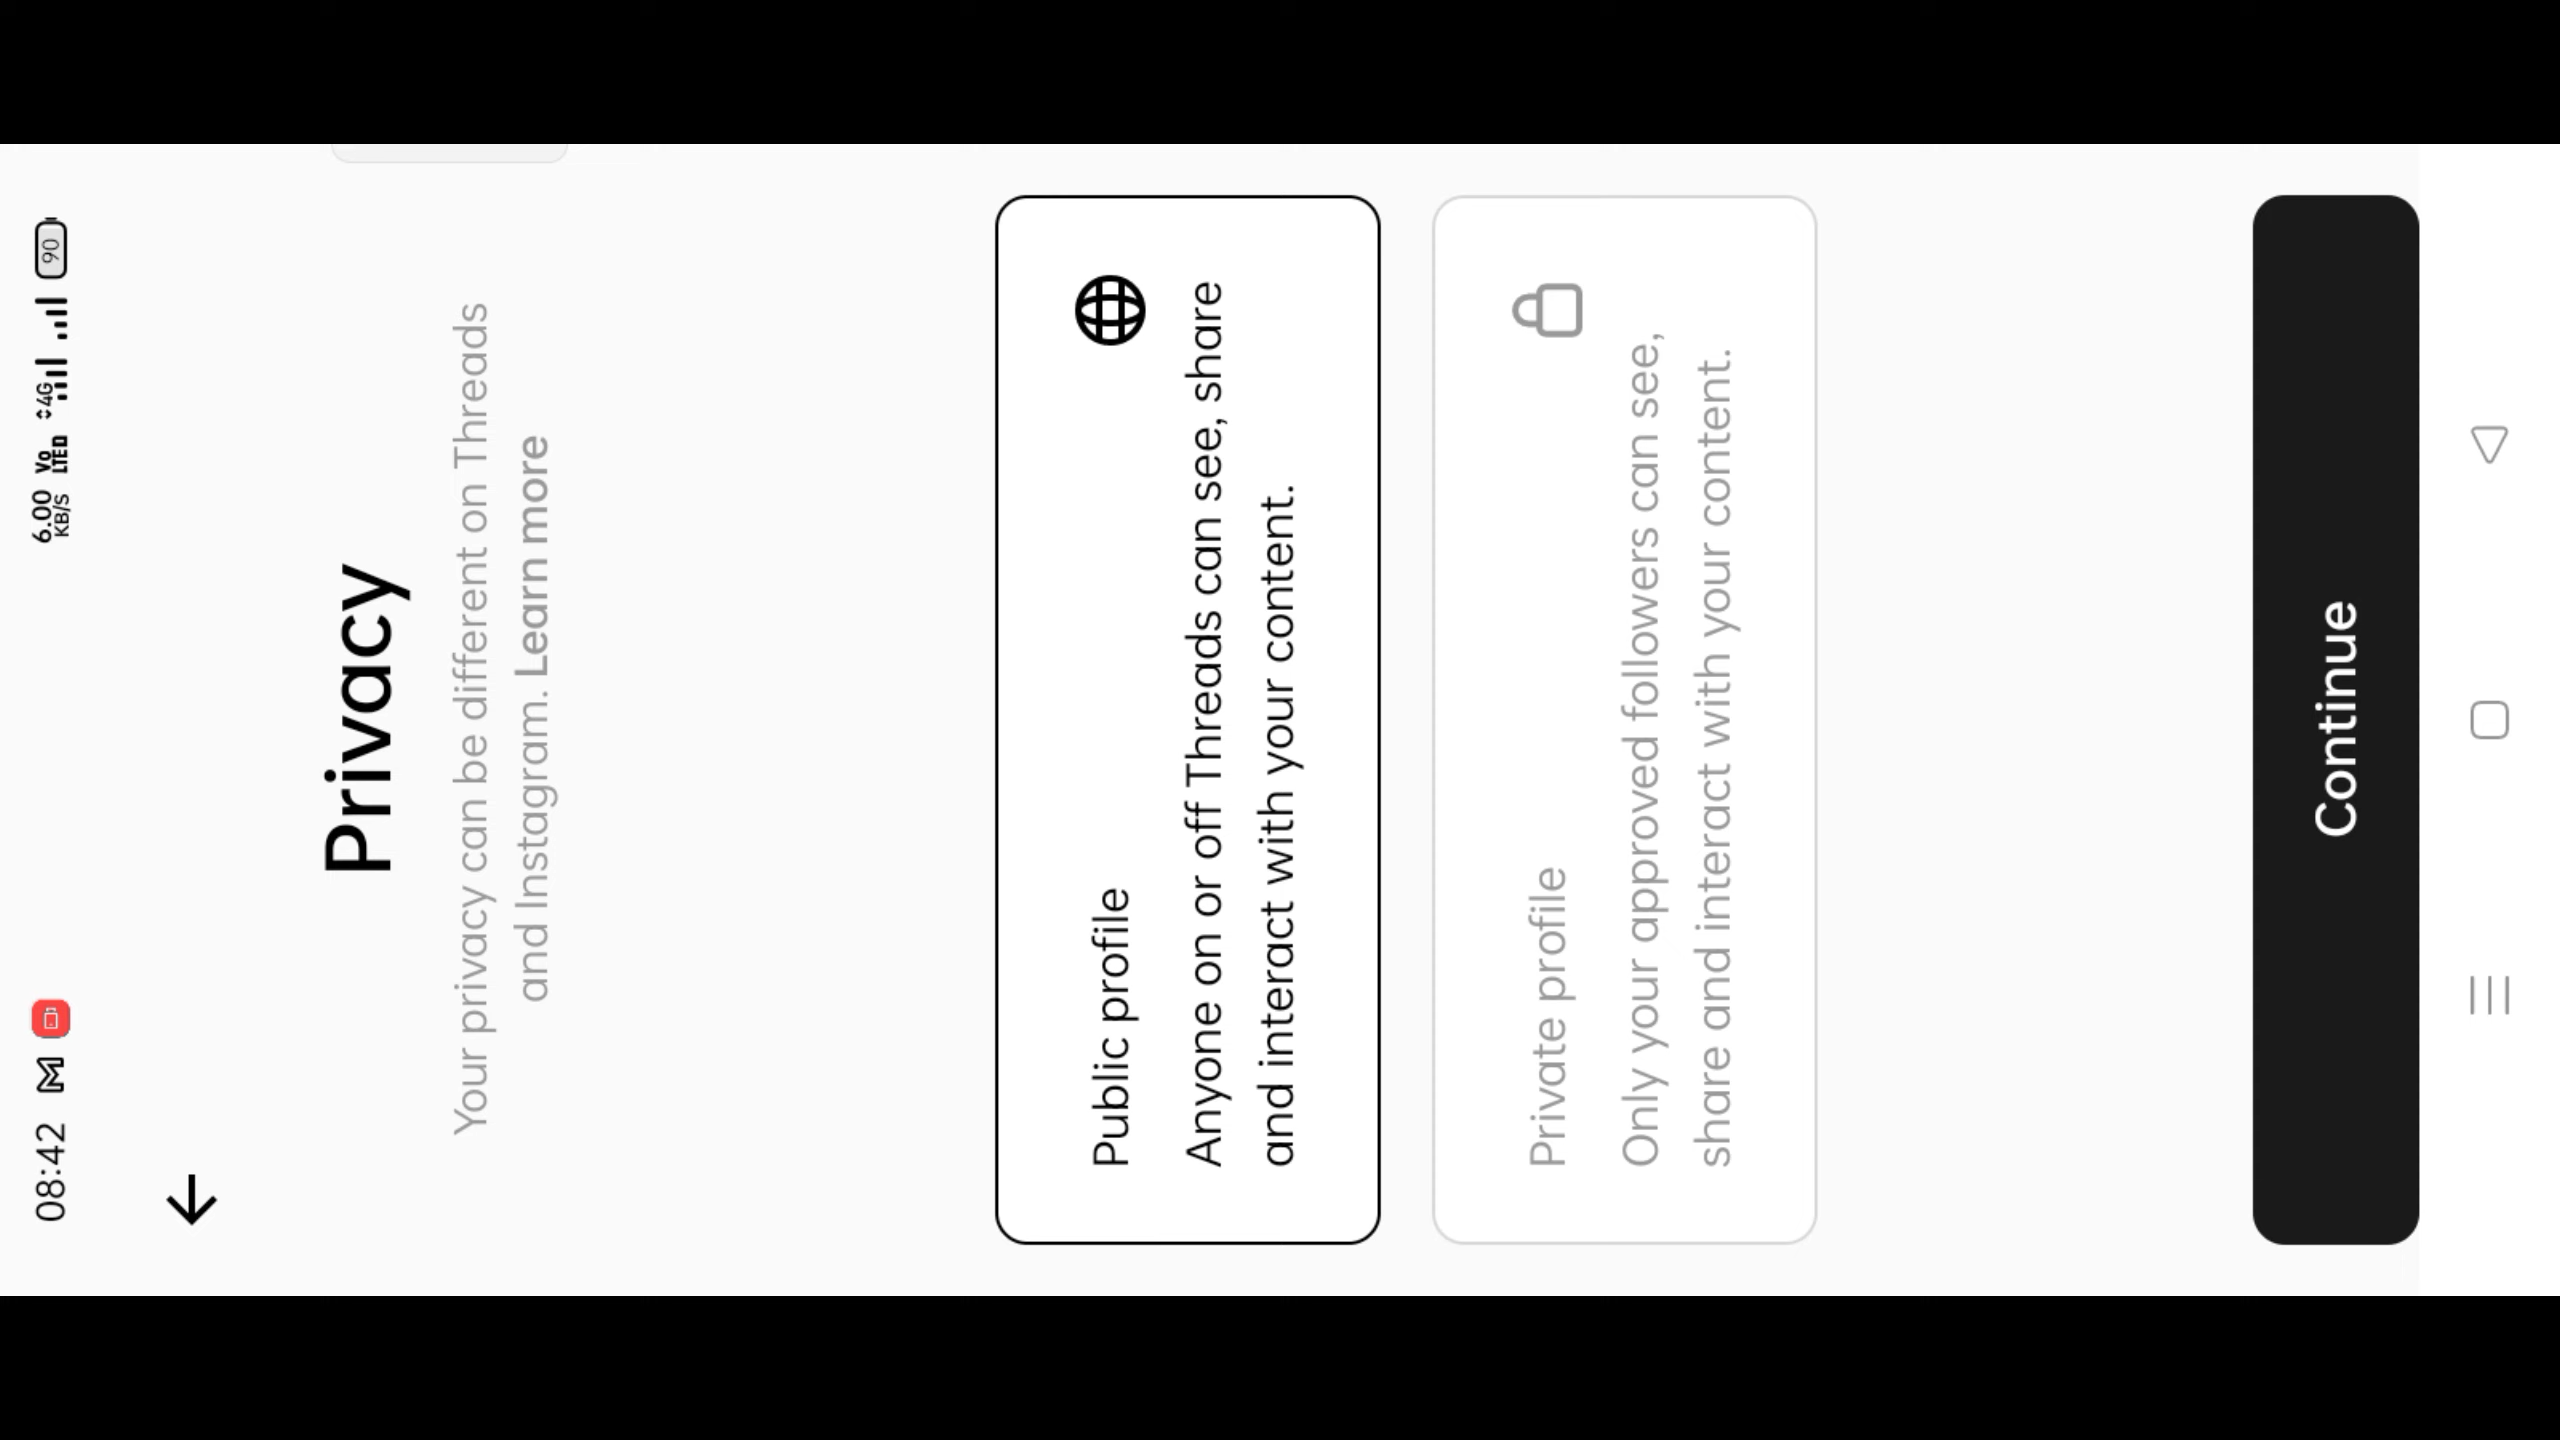 08:42
6.00
KB/S
Vo
LTED
4G
90
Privacy
Your privacy can be different on Threads
and Instagram. Learn more
Public profile
Anyone on or off Threads can see, share
and interact with your content.
Private profile
Only your approved followers can see,
share and interact with your content.
Continue